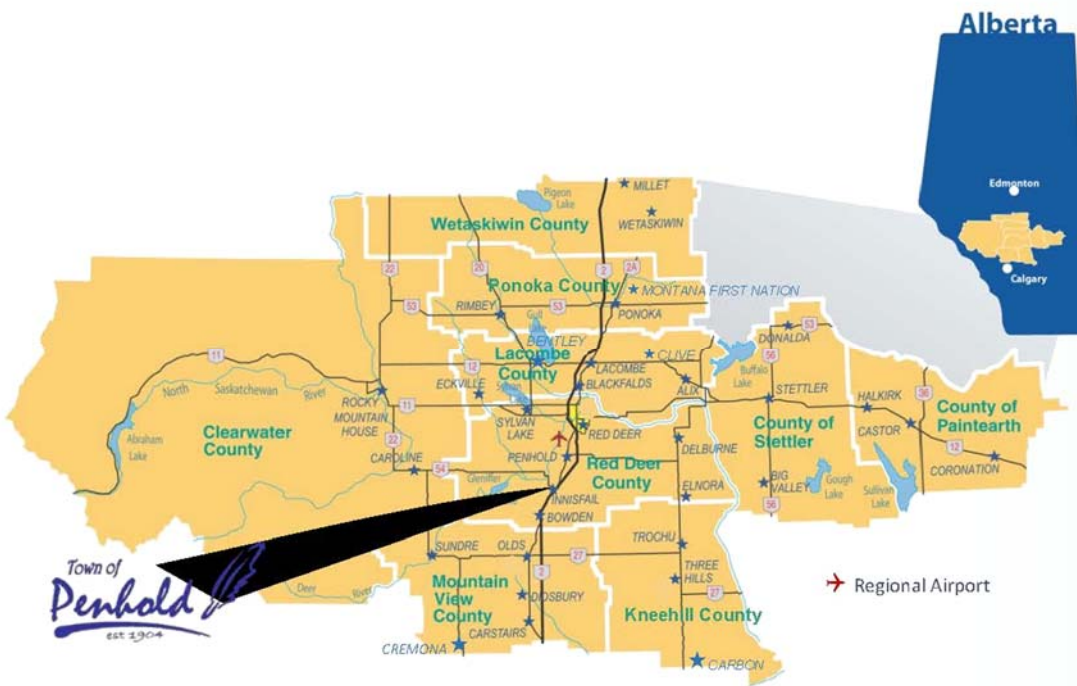 Alberta
Edmonton
Calgary
MILLET
Pigeon
Lake
WETASKIWIN
Wetaskiwin County
22
20
2
2A
Ponoka County
MONTANA FIRST NATION
53
RIMBEY
53
PONOKA
Gull
BENTLEY
DONALDA
53
11
12
Lacombe
County
CLIVE
LACOMBE
56
Buffalo
Lake
North
Saskatchewan
River
ECKVILLE
Sylvan
BLACKFALDS
ALIX
STETTLER
36
ROCKY
MOUNTAIN
HOUSE
11
HALKIRK
County of
Paintearth
SYLVAN
LAKE
RED DEER
County of
Stettler
CASTOR
Abraham
Lake
Clearwater
County
22
DELBURNE
12
PENHOLD
Red Deer
County
CORONATION
CAROLINE
54
Gleniffer
BIG
VALLEY
Gough
Lake
Sullivan
Lake
INNISFAIL
ELNORA
56
BOWDEN
TROCHU
SUNDRE
OLDS
27
Town of
Penhold
est 1904
THREE
HILLS
2
Regional Airport
Deer
River
Mountain
View
County
DIDSBURY
27
Kneehill County
CARSTAIRS
CREMONA
CARBON